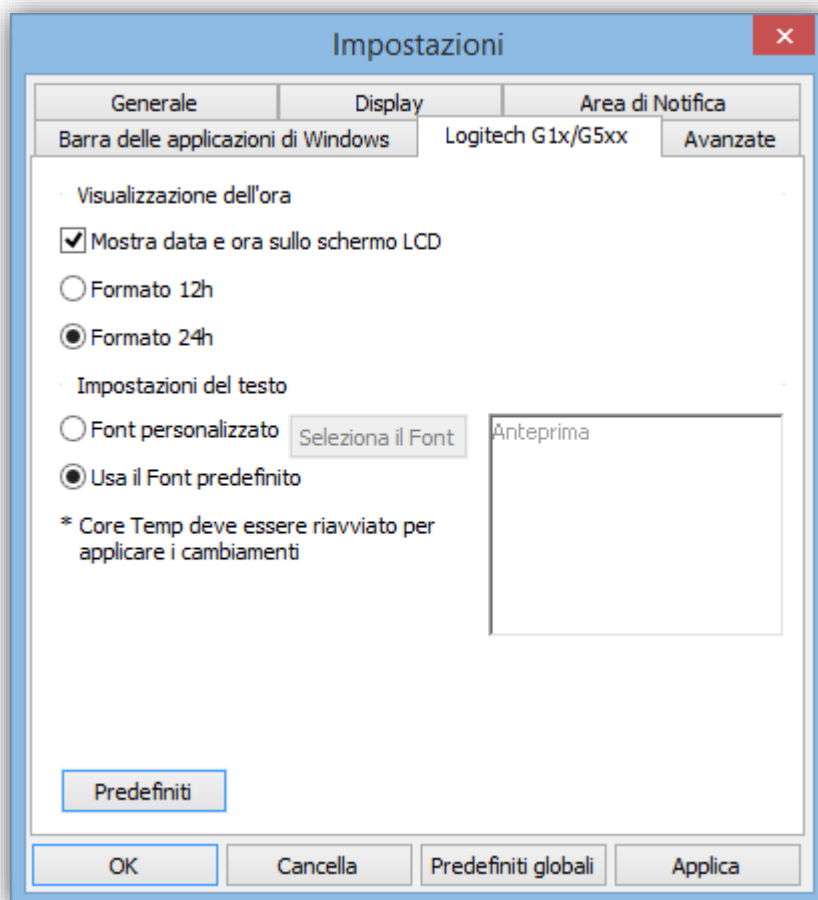 Impostazioni
Generale
Display
Area di Notifica
Barra delle applicazioni di Windows
Logitech G1x/G5xx
Avanzate
Visualizzazione dell'ora
Mostra data e ora sullo schermo LCD
Formato 12h
Formato 24h
Impostazioni del testo
Font personalizzato
Seleziona il Font
Anteprima
Usa il Font predefinito
* Core Temp deve essere riavviato per
applicare i cambiamenti
Predefiniti
OK
Cancella
Predefiniti globali
Applica